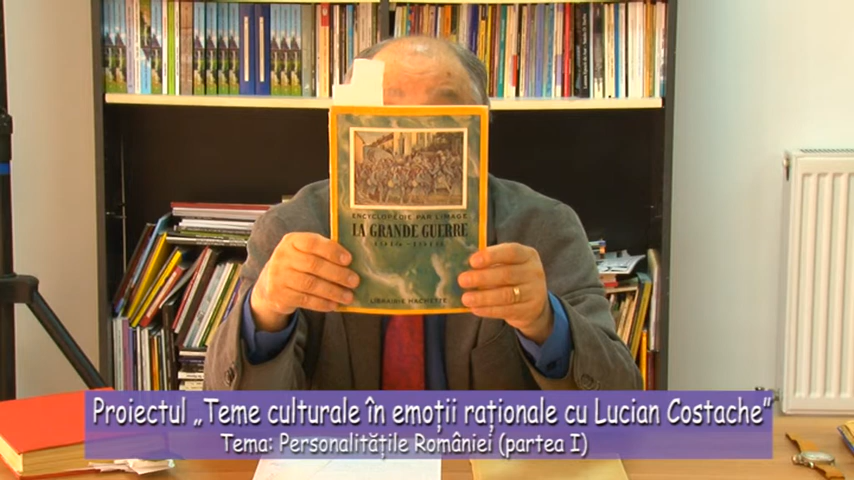 ENCYCLOPÉDIE PAR L'IMAGE
LA GRANDE GUERRE
LIBRAIRIE HACHETTE
Proiectul „Teme culturale în emoții raționale cu Lucian Costache”
Tema: Personalitățile României (partea I)